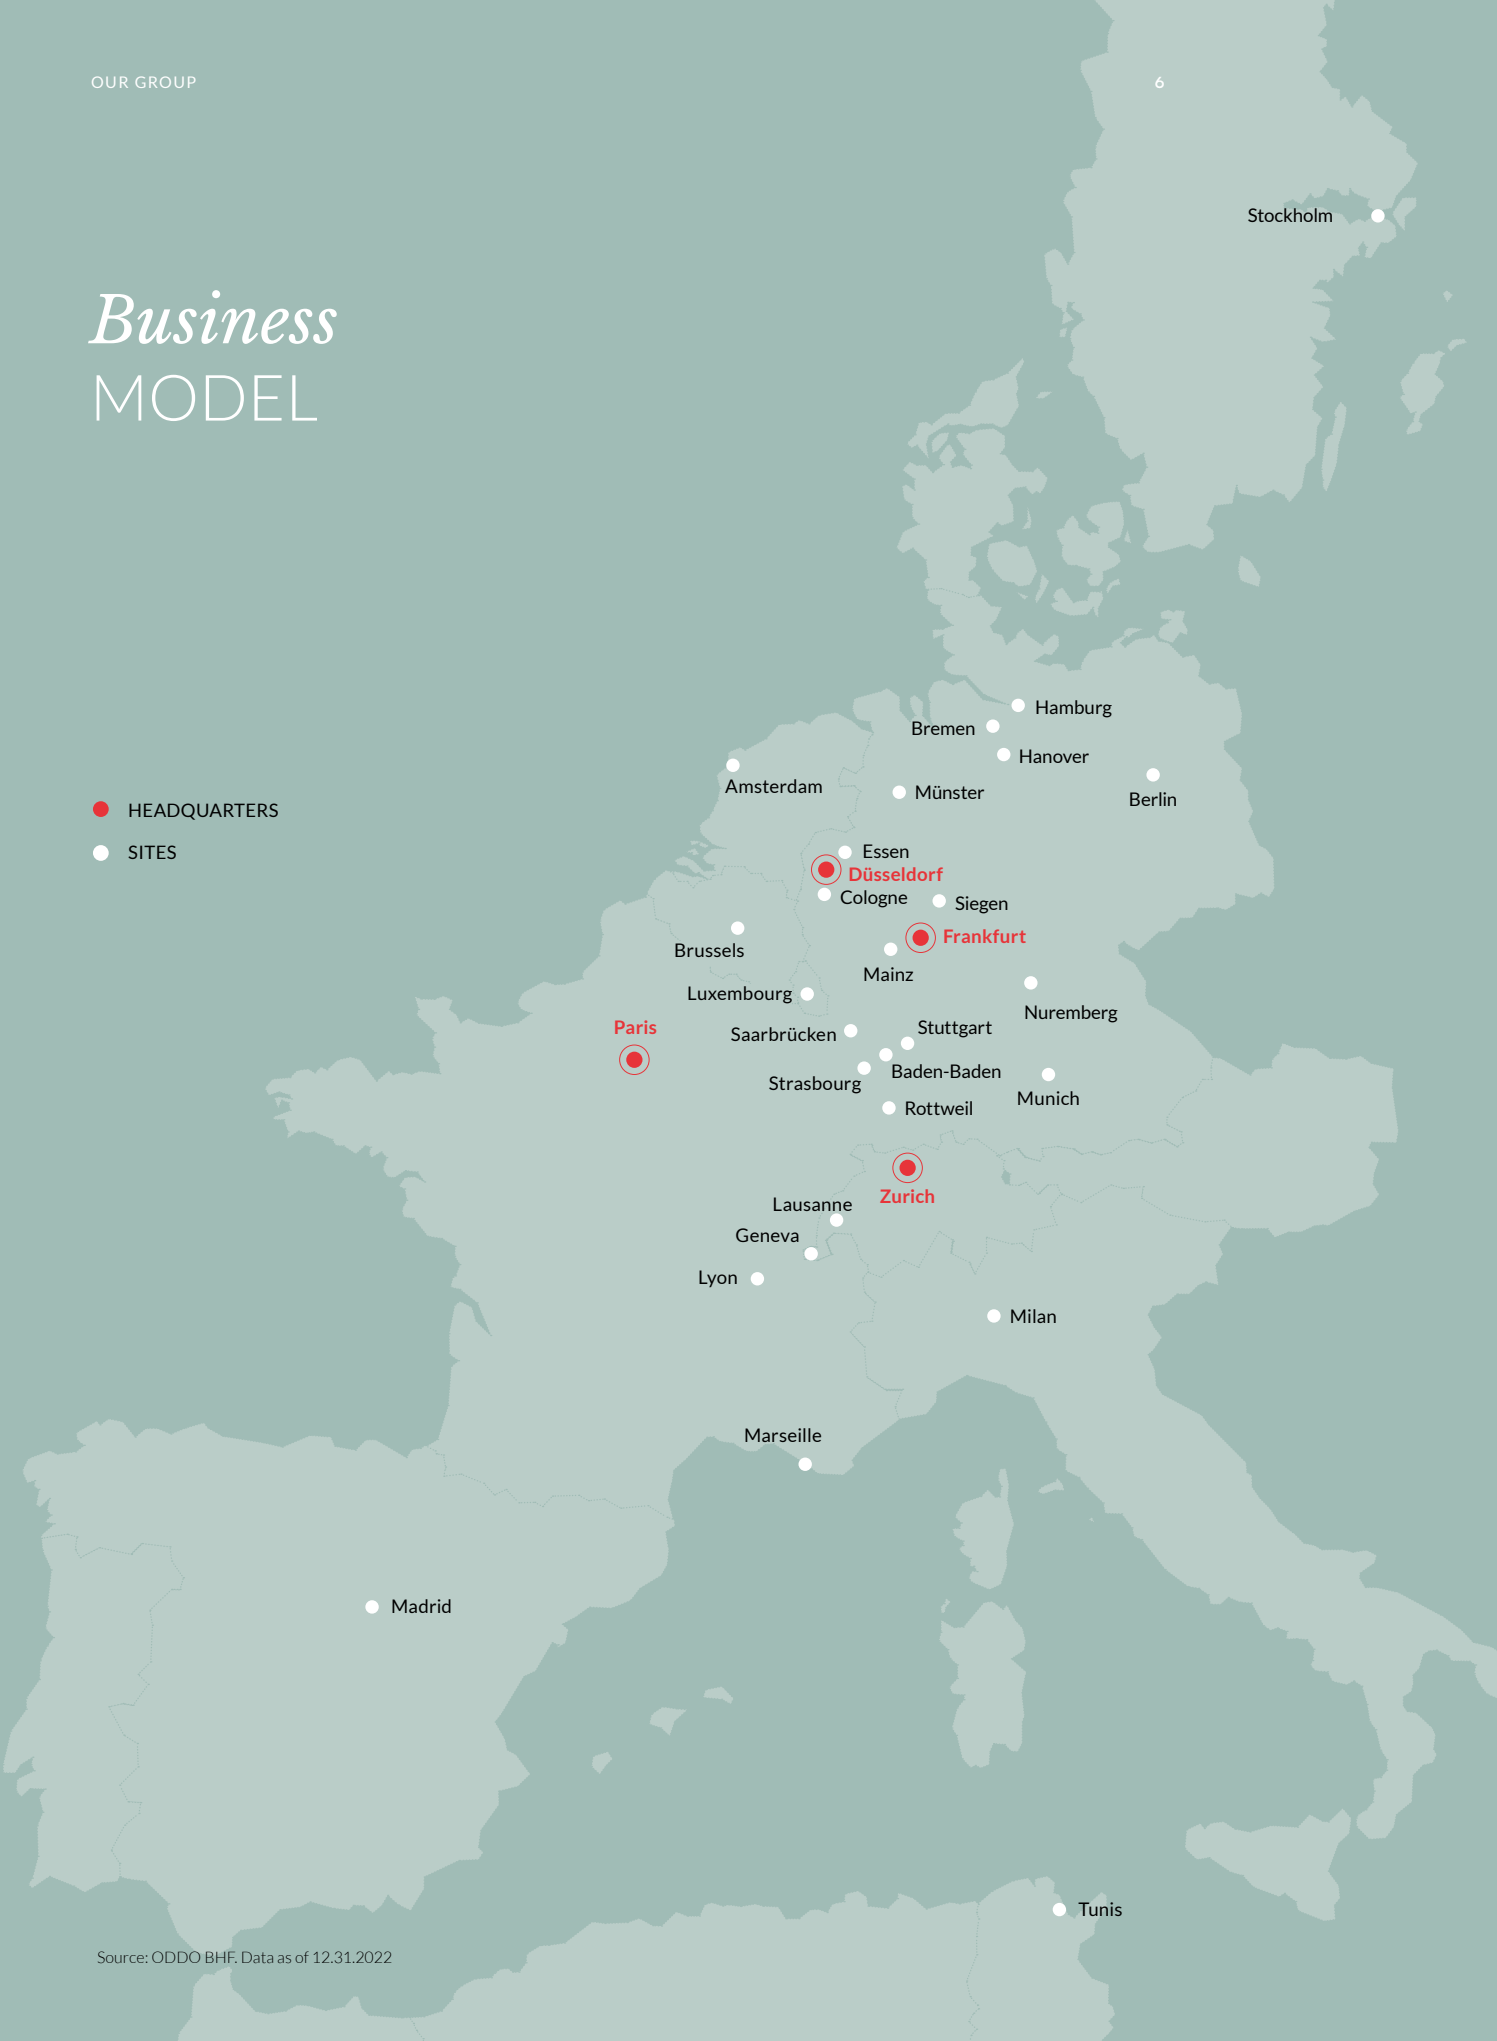 OUR GROUP
6
Stockholm
Business
MODEL
Hamburg
Bremen
Hanover
Amsterdam
Münster
Berlin
HEADQUARTERS
SITES
Essen
Düsseldorf
Cologne
Siegen
Frankfurt
Brussels
Mainz
Luxembourg
Nuremberg
Paris
Stuttgart
Saarbrücken
Baden-Baden
Strasbourg
Munich
Rottweil
Zurich
Lausanne
Geneva
Lyon
Milan
Marseille
Madrid
Tunis
Source: ODDO BHF. Data as of 12.31.2022